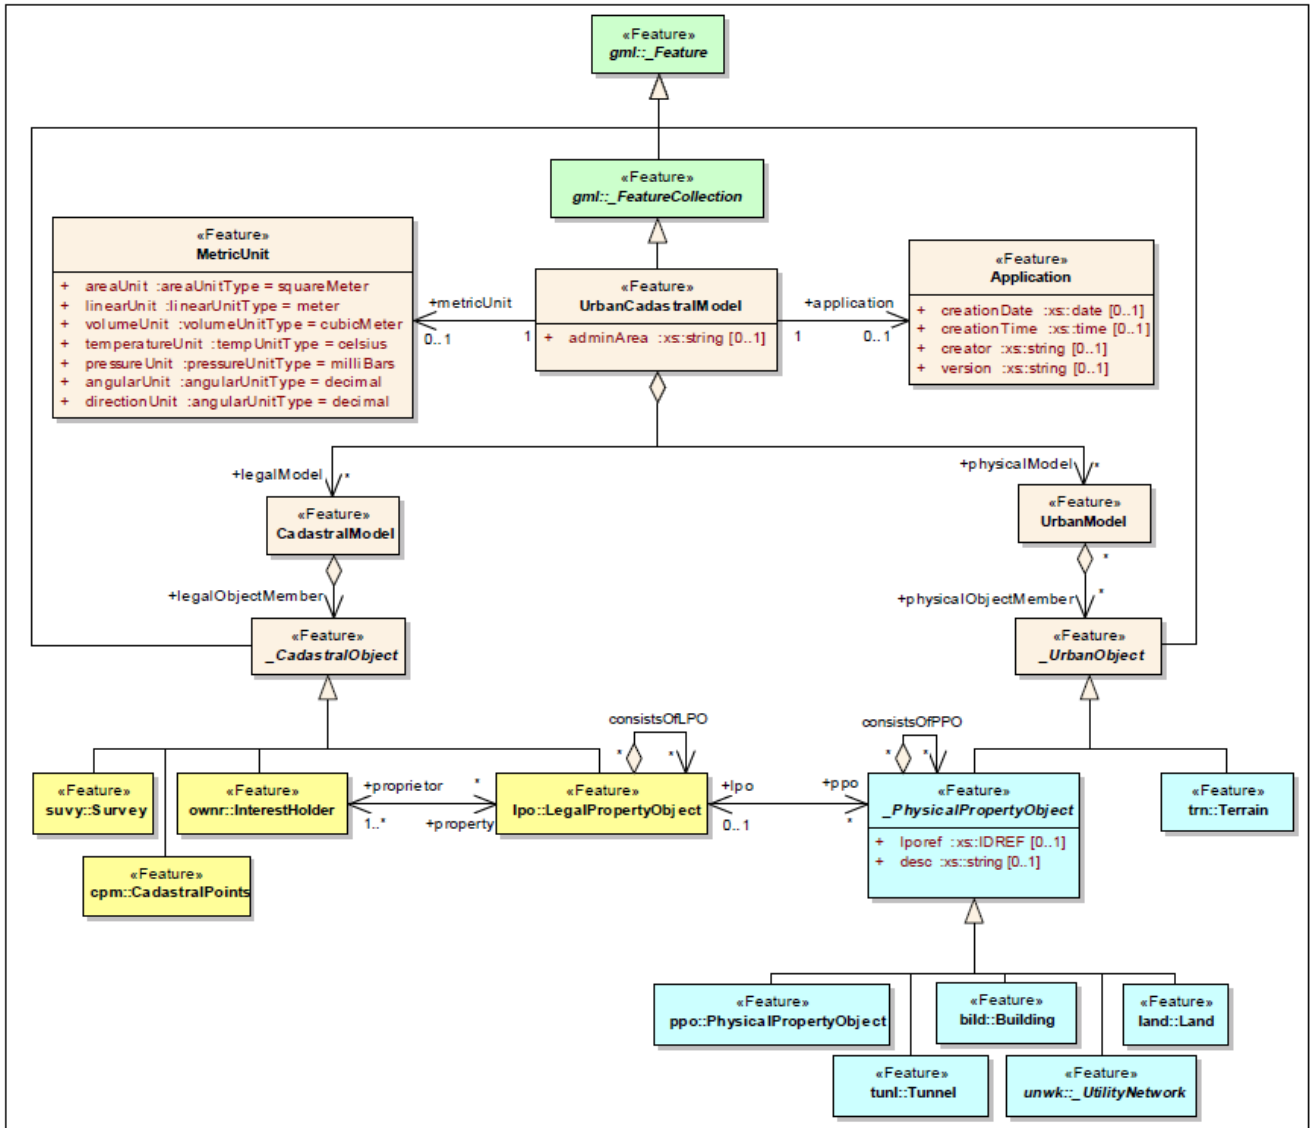 «Feature»
gml::_Feature
«Feature»
gml::_FeatureCollection
«Feature»
MetricUnit
+ areaUnit :areaUnitType = squareMeter
+ linearUnit :linearUnitType = meter
+ volumeUnit :volumeUnitType = cubicMeter
+ temperatureUnit :tempUnitType = celsius
+ pressureUnit :pressureUnitType = milliBars
+ angularUnit :angularUnitType = decimal
+ directionUnit :angularUnitType = decimal
+metricUnit
0..1
1
«Feature»
UrbanCadastralModel
+ adminArea :xs::string [0..1]
+application
1
0..1
«Feature»
Application
+ creationDate :xs::date [0..1]
+ creationTime :xs::time [0..1]
+ creator :xs::string [0..1]
+ version :xs::string [0..1]
+legalModel
*
+physicalModel
*
«Feature»
CadastralModel
«Feature»
UrbanModel
*
+legalObjectMember
+physicalObjectMember
*
«Feature»
_CadastralObject
«Feature»
_UrbanObject
consistsOfLPO
*
*
consistsOfPPO
*
*
«Feature»
suvy::Survey
«Feature»
ownr::InterestHolder
+proprietor
*
1..*
+property
«Feature»
lpo::LegalPropertyObject
+lpo
+ppo
0..1
*
«Feature»
_PhysicalPropertyObject
+ lporef :xs::IDREF [0..1]
+ desc :xs::string [0..1]
«Feature»
trn::Terrain
«Feature»
cpm::CadastralPoints
«Feature»
ppo::PhysicalPropertyObject
«Feature»
bild::Building
«Feature»
land::Land
«Feature»
tunl::Tunnel
«Feature»
unwk::_UtilityNetwork